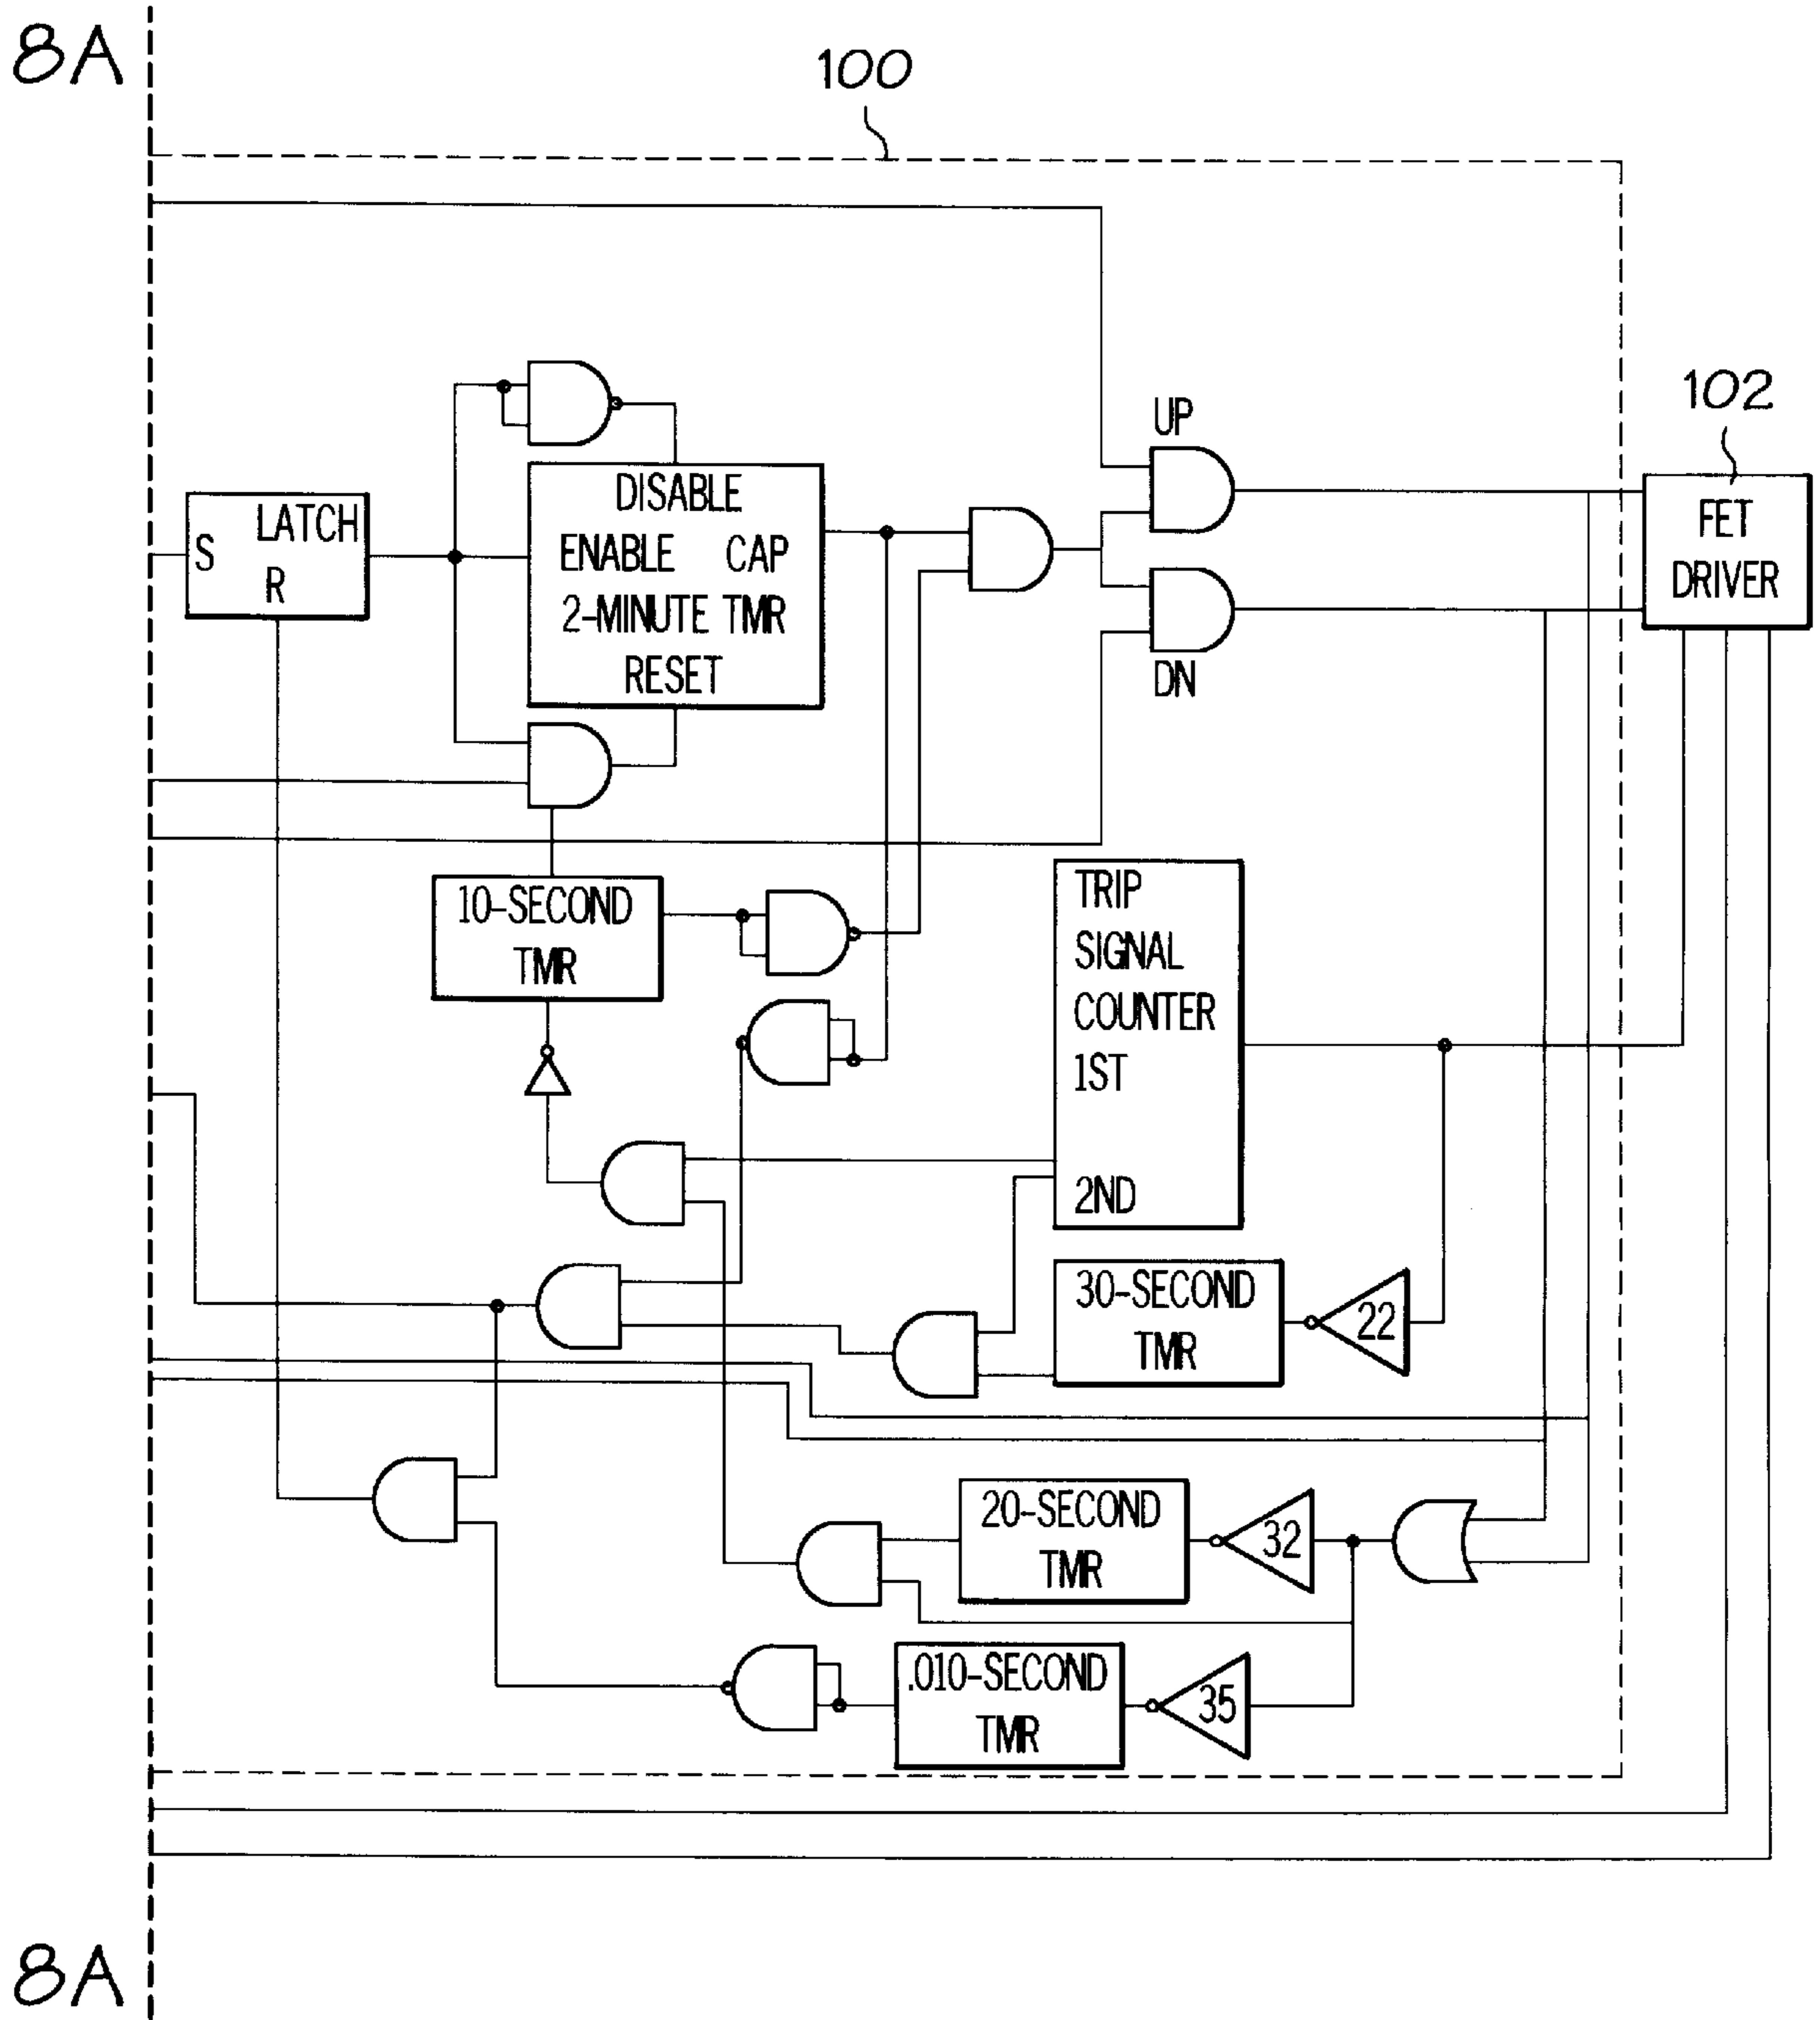 8A
100
UP
102
LATCH
S
R
DISABLE
ENABLE CAP
2-MINUTE TMR
RESET
FET
DRIVER
DN
10-SECOND
TMR
TRIP
SIGNAL
COUNTER
1ST
2ND
30-SECOND
TMR
22
20-SECOND
TMR
32
.010-SECOND
TMR
35
8A